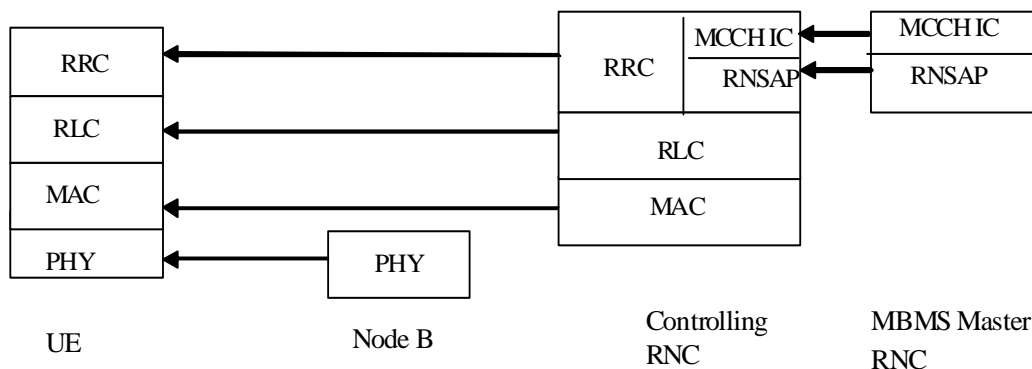 RRC
RLC
MAC
PHY
UE
PHY
Node B
RRC
MCCH IC
RNSAP
RLC
MAC
Controlling
RNC
MCCH IC
RNSAP
MBMS Master
RNC